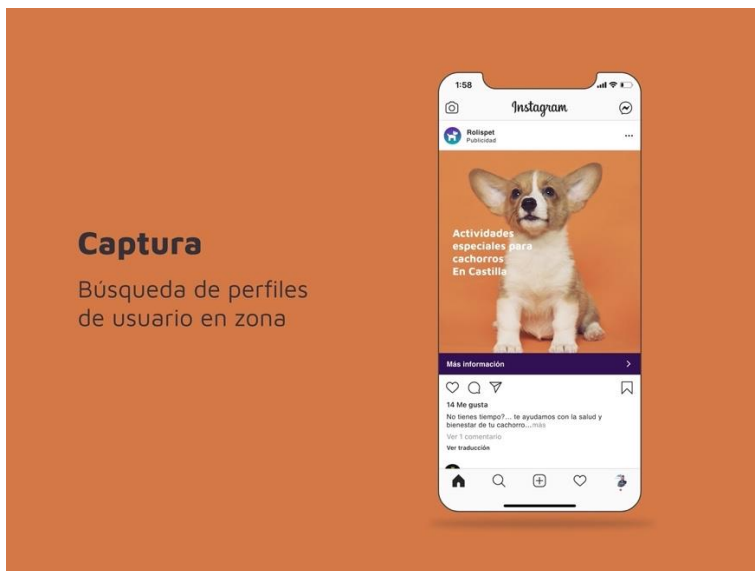 Captura
Búsqueda de perfiles
de usuario en zona
1:58
Instagram
Rolispet
Publicidad
Actividades
especiales para
cachorros
En Castilla
Más información
14 Me gusta
No tienes tiempo?... te ayudamos con la salud y
bienestar de tu cachorro...más
Ver 1 comentario
Ver traducción